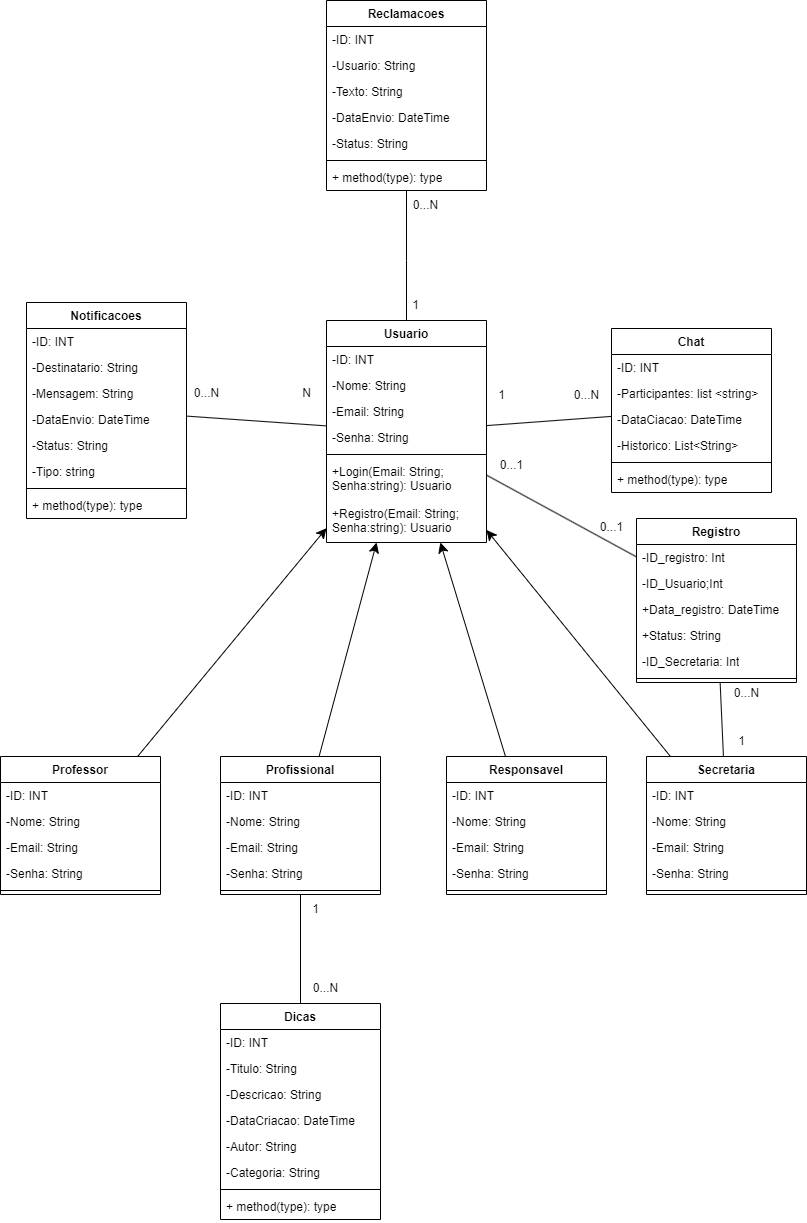 Reclamacoes
-ID: INT
-Usuario: String
-Texto: String
-DataEnvio: DateTime
-Status: String
+ method(type): type
0...N
1
Notificacoes
-ID: INT
-Destinatario: String
-Mensagem: String
-DataEnvio: DateTime
-Status: String
-Tipo: string
+ method(type): type
0...N
N
Usuario
-ID: INT
-Nome: String
-Email: String
-Senha: String
+Login(Email: String;
Senha:string): Usuario
+Registro(Email: String;
Senha:string): Usuario
1
0...N
Chat
-ID: INT
-Participantes: list <string>
-DataCiacao: DateTime
-Historico: List<String>
+ method(type): type
0...1
0...1
Registro
-ID_registro: Int
-ID_Usuario;Int
+Data_registro: DateTime
+Status: String
-ID_Secretaria: Int
0...N
1
Professor
-ID: INT
-Nome: String
-Email: String
-Senha: String
Profissional
-ID: INT
-Nome: String
-Email: String
-Senha: String
Responsavel
-ID: INT
-Nome: String
-Email: String
-Senha: String
Secretaria
-ID: INT
-Nome: String
-Email: String
-Senha: String
1
0...N
Dicas
-ID: INT
-Titulo: String
-Descricao: String
-DataCriacao: DateTime
-Autor: String
-Categoria: String
+ method(type): type